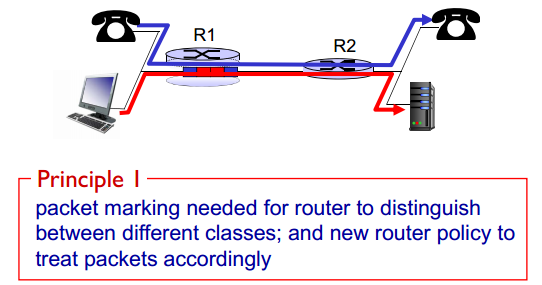 R1
R2
Principle 1
packet marking needed for router to distinguish
between different classes; and new router policy to
treat packets accordingly